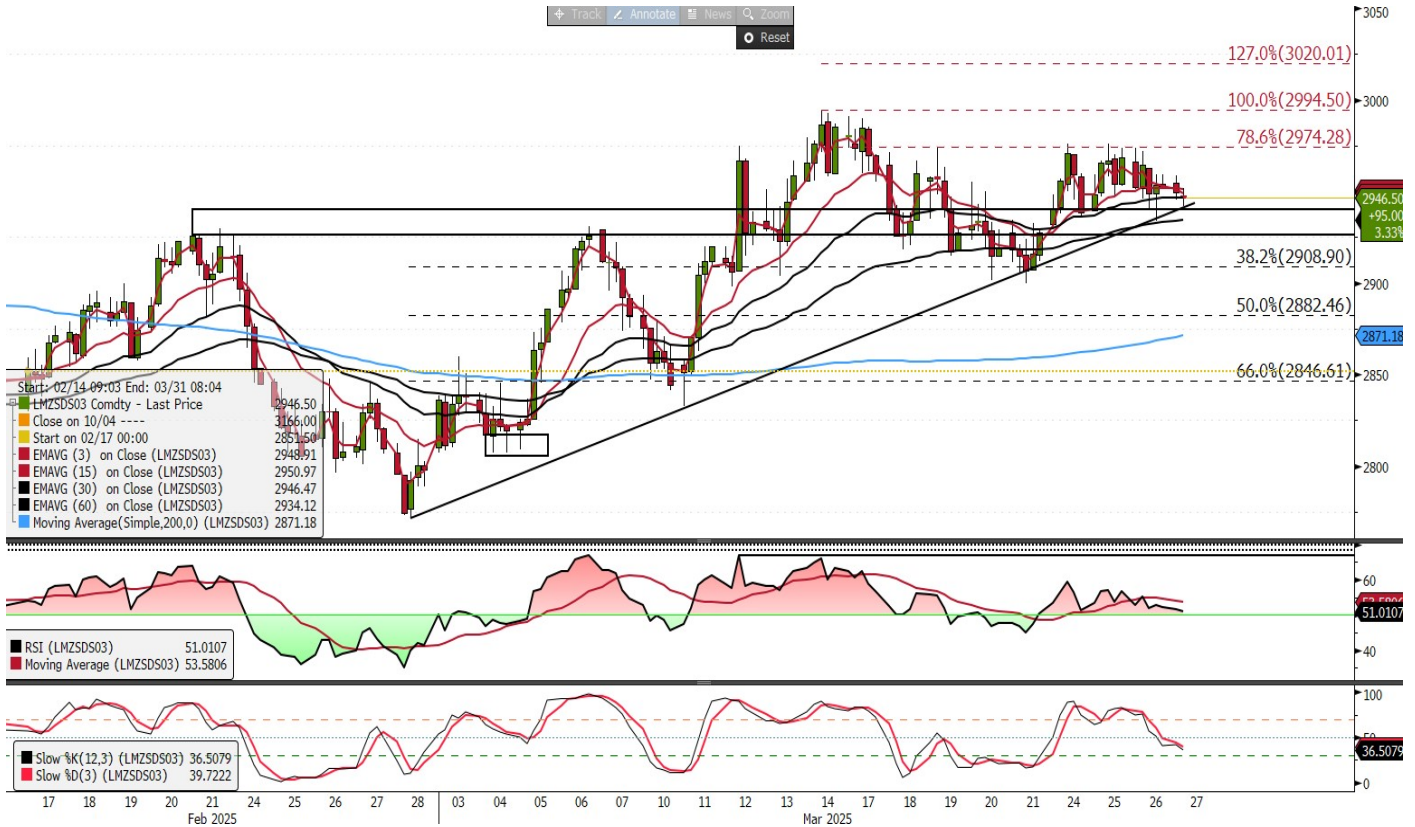 Track Annotate News Zoom
Reset
3050
127.0%(3020.01)
3000
100.0%(2994.50)
78.6%(2974.28)
2946.50
+95.00
3.33%
38.2%(2908.90)
2900
50.0%(2882.46)
2871.18
66.0%(2846.61)
2850
2800
Start: 02/14 09:03 End: 03/31 08:04
LMZSDS03 Comdty - Last Price 2946.50
Close on 10/04 ---- 3166.00
Start on 02/17 00:00 2851.50
EMAVG (3) on Close (LMZSDS03) 2948.91
EMAVG (15) on Close (LMZSDS03) 2950.97
EMAVG (30) on Close (LMZSDS03) 2946.47
EMAVG (60) on Close (LMZSDS03) 2934.12
Moving Average(Simple,200,0) (LMZSDS03) 2871.18
60
53.5806
51.0107
40
RSI (LMZSDS03) 51.0107
Moving Average (LMZSDS03) 53.5806
100
50
36.5079
0
Slow %K(12,3) (LMZSDS03) 36.5079
Slow %D(3) (LMZSDS03) 39.7222
17 18 19 20 21 24 25 26 27 28 03 04 05 06 07 10 11 12 13 14 17 18 19 20 21 24 25 26 27
Feb 2025 Mar 2025